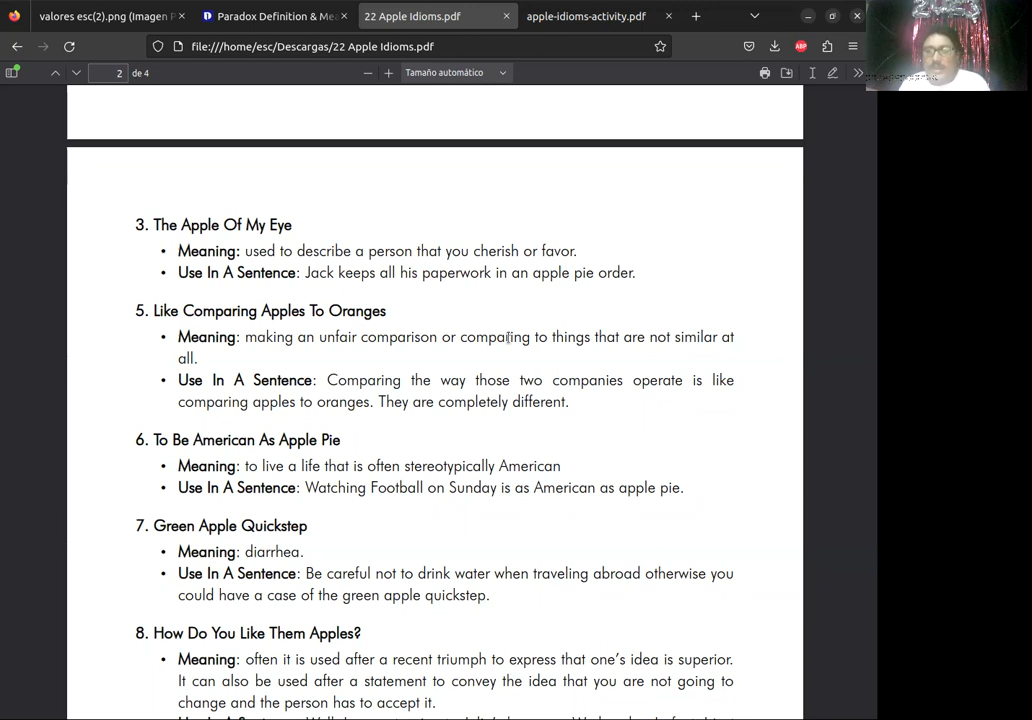 valores esc(2).png (Imagen P
Paradox Definition & Me
22 Apple Idioms.pdf
apple-idioms-activity.pdf
file:///home/esc/Descargas/22 Apple Idioms.pdf
2 de 4
Tamaño automático
3. The Apple Of My Eye
• Meaning: used to describe a person that you cherish or favor.
• Use In A Sentence: Jack keeps all his paperwork in an apple pie order.
5. Like Comparing Apples To Oranges
• Meaning: making an unfair comparison or comparing to things that are not similar at
all.
• Use In A Sentence: Comparing the way those two companies operate is like
comparing apples to oranges. They are completely different.
6. To Be American As Apple Pie
• Meaning: to live a life that is often stereotypically American
• Use In A Sentence: Watching Football on Sunday is as American as apple pie.
7. Green Apple Quickstep
• Meaning: diarrhea.
• Use In A Sentence: Be careful not to drink water when traveling abroad otherwise you
could have a case of the green apple quickstep.
8. How Do You Like Them Apples?
• Meaning: often it is used after a recent triumph to express that one's idea is superior.
It can also be used after a statement to convey the idea that you are not going to
change and the person has to accept it.